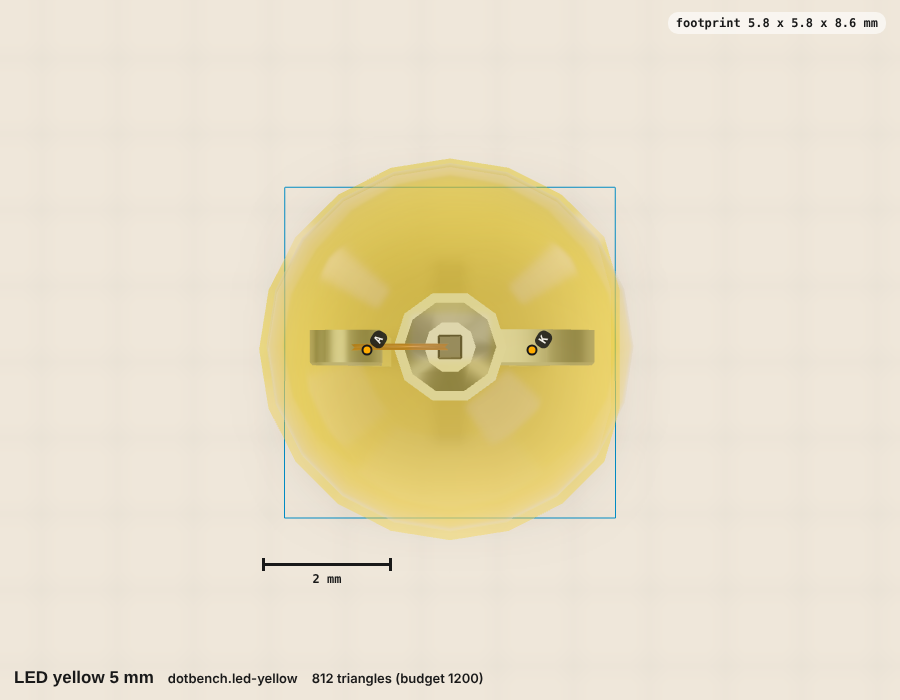 footprint 5.8 x 5.8 x 8.6 mm
A
K
2 mm
LED yellow 5 mm dotbench.led-yellow 812 triangles (budget 1200)